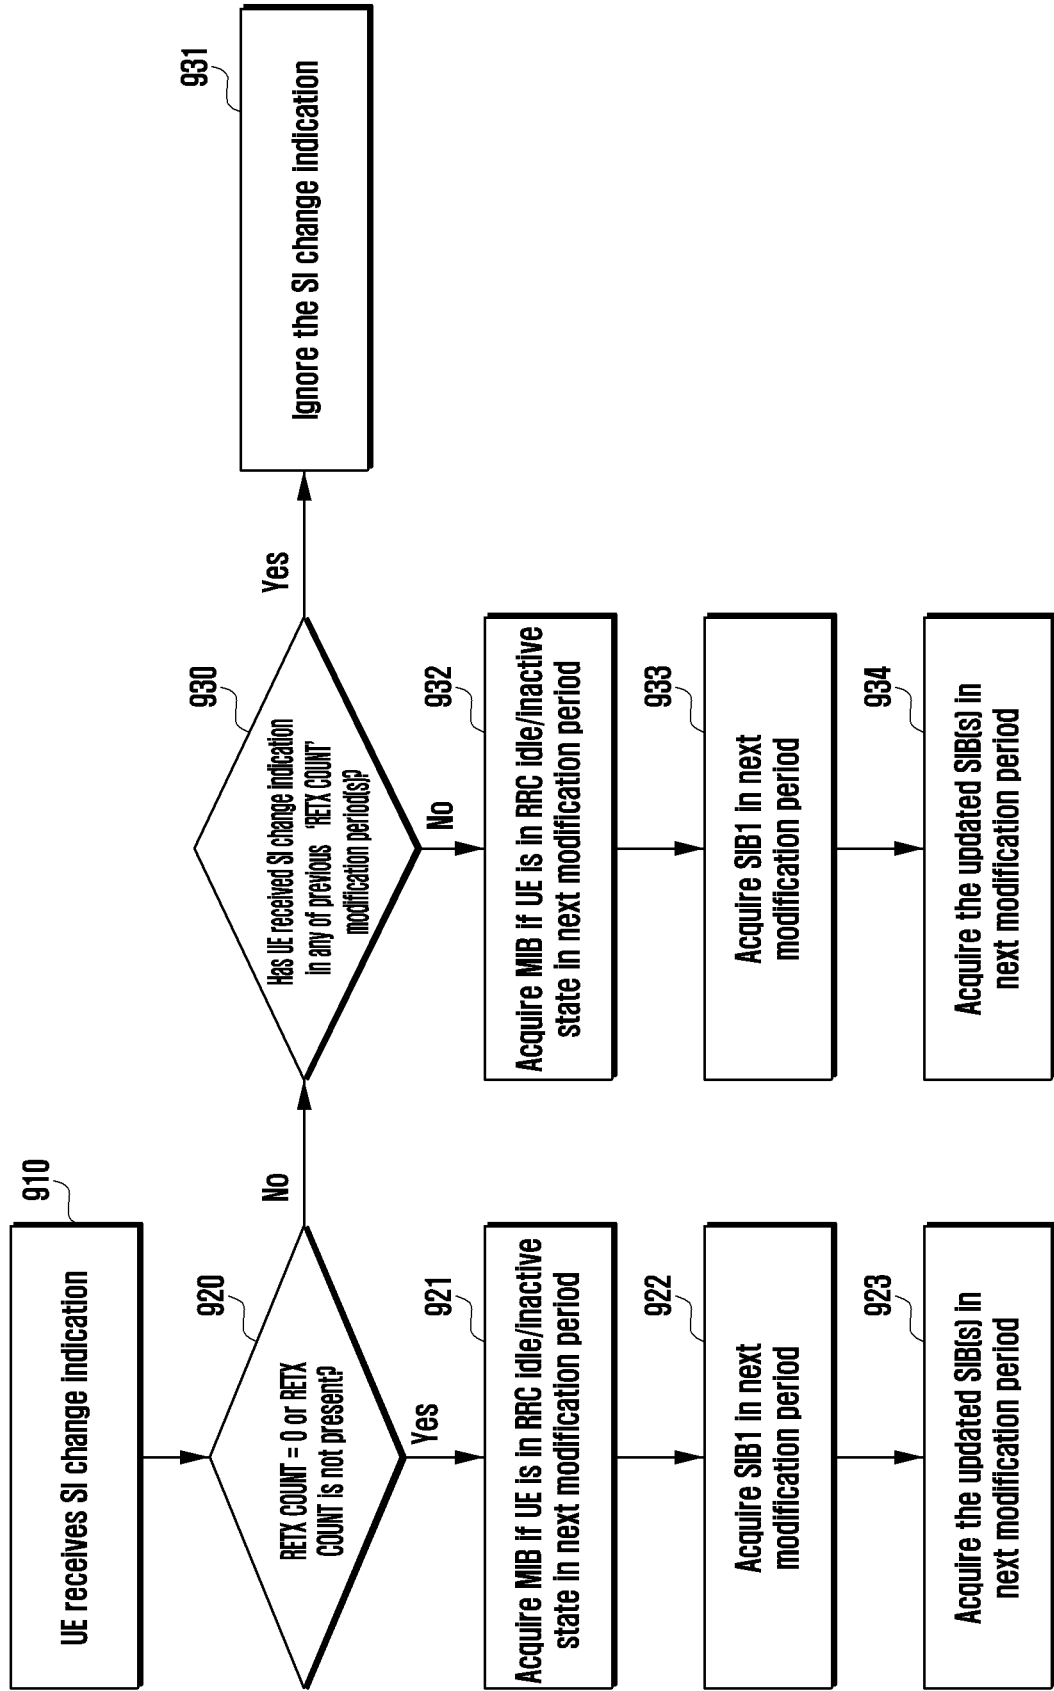 910
UE receives SI change indication
920
RETX COUNT = 0 or RETX
COUNT is not present?
Yes
No
921
Acquire MIB if UE is in RRC idle/inactive
state in next modification period
922
Acquire SIB1 in next
modification period
923
Acquire the updated SIB(s) in
next modification period
930
Has UE received SI change indication
in any of previous 'RETX COUNT'
modification period(s)?
Yes
No
931
Ignore the SI change indication
932
Acquire MIB if UE is in RRC idle/inactive
state in next modification period
933
Acquire SIB1 in next
modification period
934
Acquire the updated SIB(s) in
next modification period